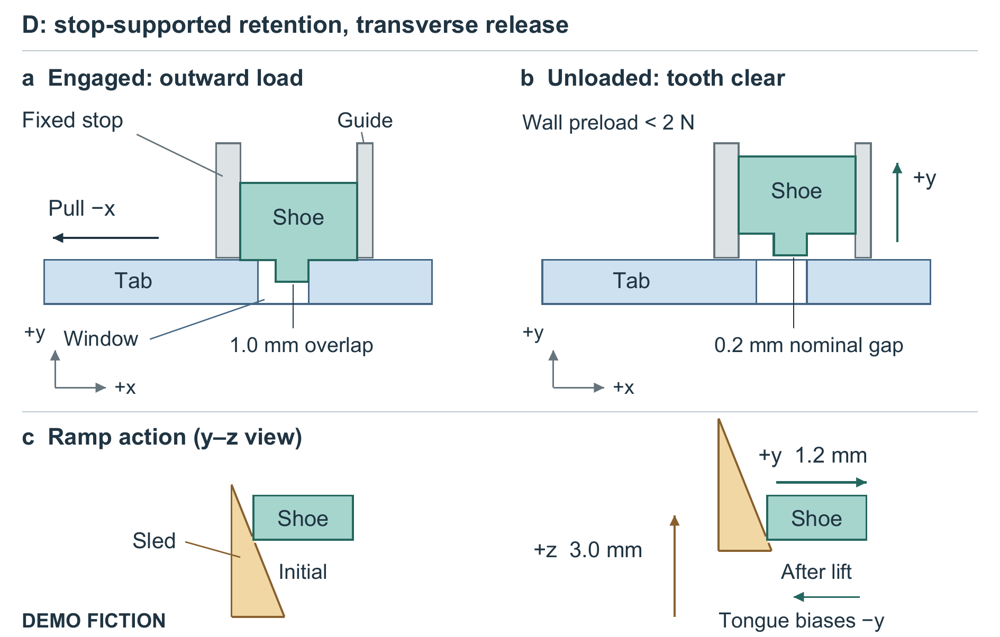 D: stop-supported retention, transverse release
a Engaged: outward load
b Unloaded: tooth clear
Fixed stop
Guide
Wall preload < 2 N
Pull −x
Shoe
Shoe
+y
Tab
Tab
+y
Window
1.0 mm overlap
+x
+y
0.2 mm nominal gap
+x
c Ramp action (y–z view)
+y 1.2 mm
Shoe
Shoe
Sled
Initial
+z 3.0 mm
After lift
Tongue biases −y
DEMO FICTION